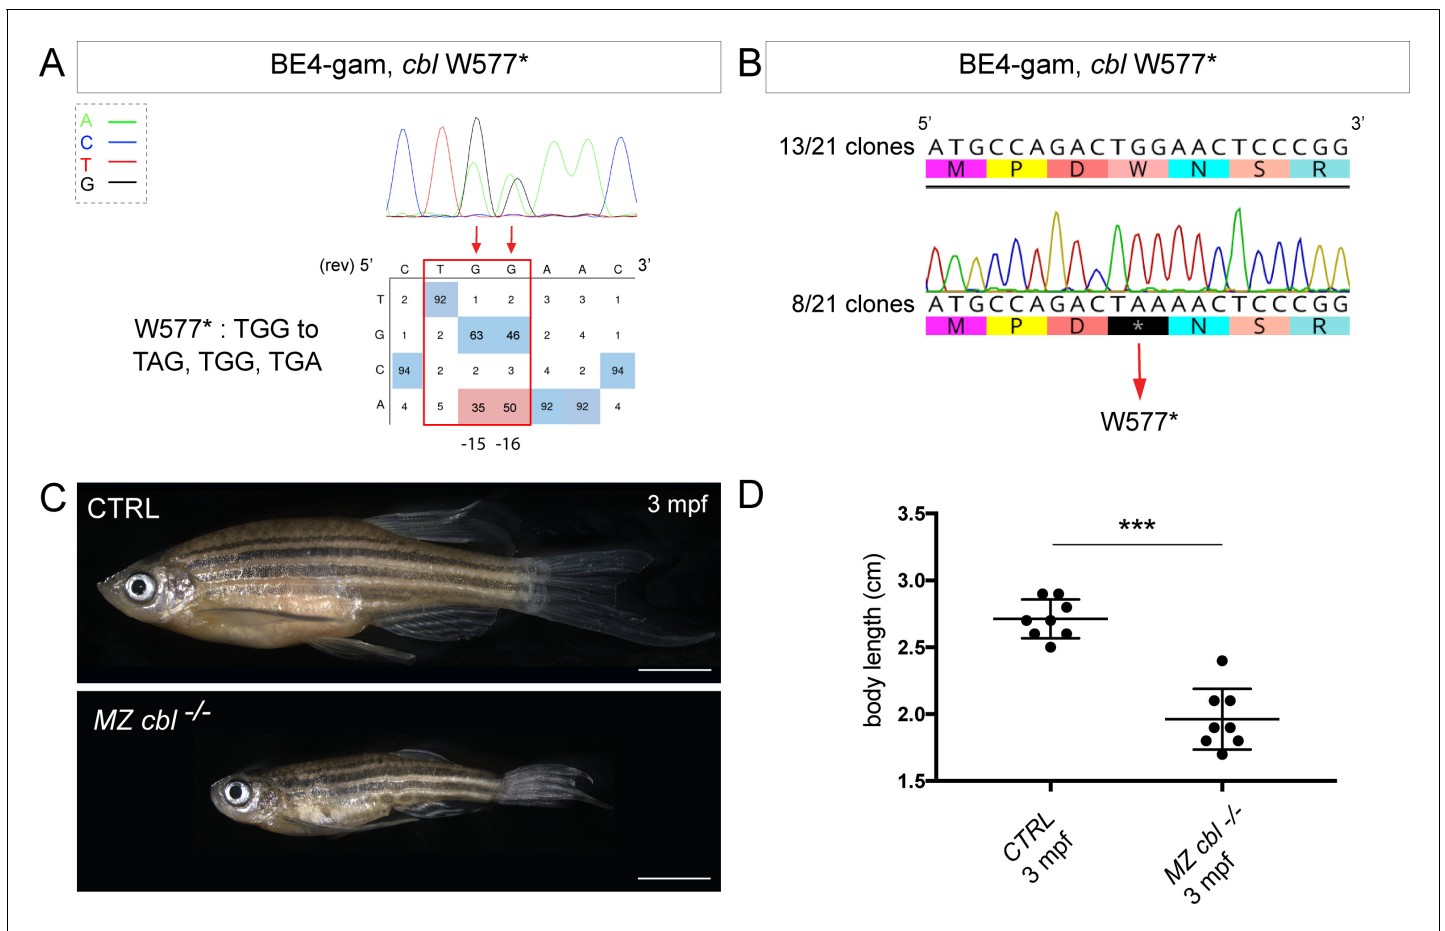 A
BE4-gam, cbl W577*
A
C
T
G
(rev) 5’ C T G G A A C 3’
T 2 92 1 2 3 3 1
G 1 2 63 46 2 4 1
C 94 2 2 3 4 2 94
A 4 5 35 50 92 92 4
-15 -16
W577* : TGG to
TAG, TGG, TGA
B
BE4-gam, cbl W577*
5’ 3’
13/21 clones ATGCCAGACTGGAACTCCCGG
M P D W N S R
8/21 clones ATGCCAGACTAAAACTCCCGG
M P D * N S R
W577*
C
CTRL 3 mpf
MZ cbl -/-
D
***
3.5
3.0
2.5
2.0
1.5
body length (cm)
CTRL
3 mpf
MZ cbl -/-
3 mpf